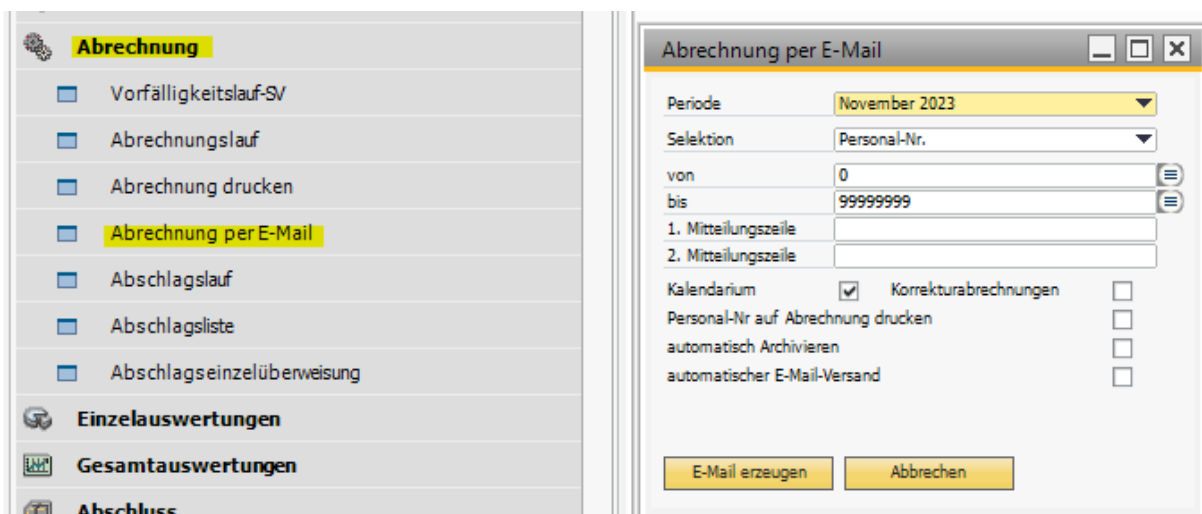 Abrechnung
Vorfälligkeitslauf-SV
Abrechnungslauf
Abrechnung drucken
Abrechnung per E-Mail
Abschlagslauf
Abschlagsliste
Abschlagseinzelüberweisung
Einzelauswertungen
Gesamtauswertungen
Abschluss
Abrechnung per E-Mail
Periode November 2023
Selektion Personal-Nr.
von 0
bis 99999999
1. Mitteilungszeile
2. Mitteilungszeile
Kalendarium Korrekturabrechnungen
Personal-Nr auf Abrechnung drucken
automatisch Archivieren
automatischer E-Mail-Versand
E-Mail erzeugen Abbrechen